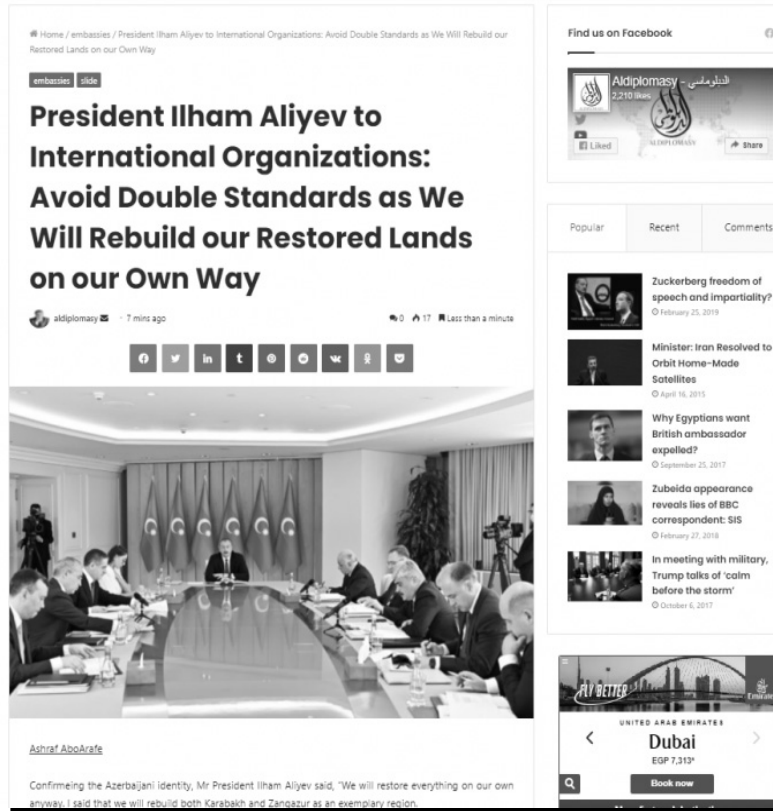 Home / embassies / President Ilham Aliyev to International Organizations: Avoid Double Standards as We Will Rebuild our
Restored Lands on our Own Way
embassies slide
President Ilham Aliyev to
International Organizations:
Avoid Double Standards as We
Will Rebuild our Restored Lands
on our Own Way
aldiplomasy · 7 mins ago 0 17 Less than a minute
Ashraf AboArafe
Confirmeing the Azerbaijani identity, Mr President Ilham Aliyev said, "We will restore everything on our own
anyway. I said that we will rebuild both Karabakh and Zangazur as an exemplary region.
Find us on Facebook
Aldiplomasy - الدبلوماسي
2,210 likes
ALDIPLOMASY
Liked Share
Popular Recent Comments
Zuckerberg freedom of
speech and impartiality?
February 25, 2019
Minister: Iran Resolved to
Orbit Home-Made
Satellites
April 16, 2015
Why Egyptians want
British ambassador
expelled?
September 25, 2017
Zubeida appearance
reveals lies of BBC
correspondent: SIS
February 27, 2018
In meeting with military,
Trump talks of 'calm
before the storm'
October 6, 2017
FLY BETTER
Emirates
UNITED ARAB EMIRATES
Dubai
EGP 7,313*
Book now